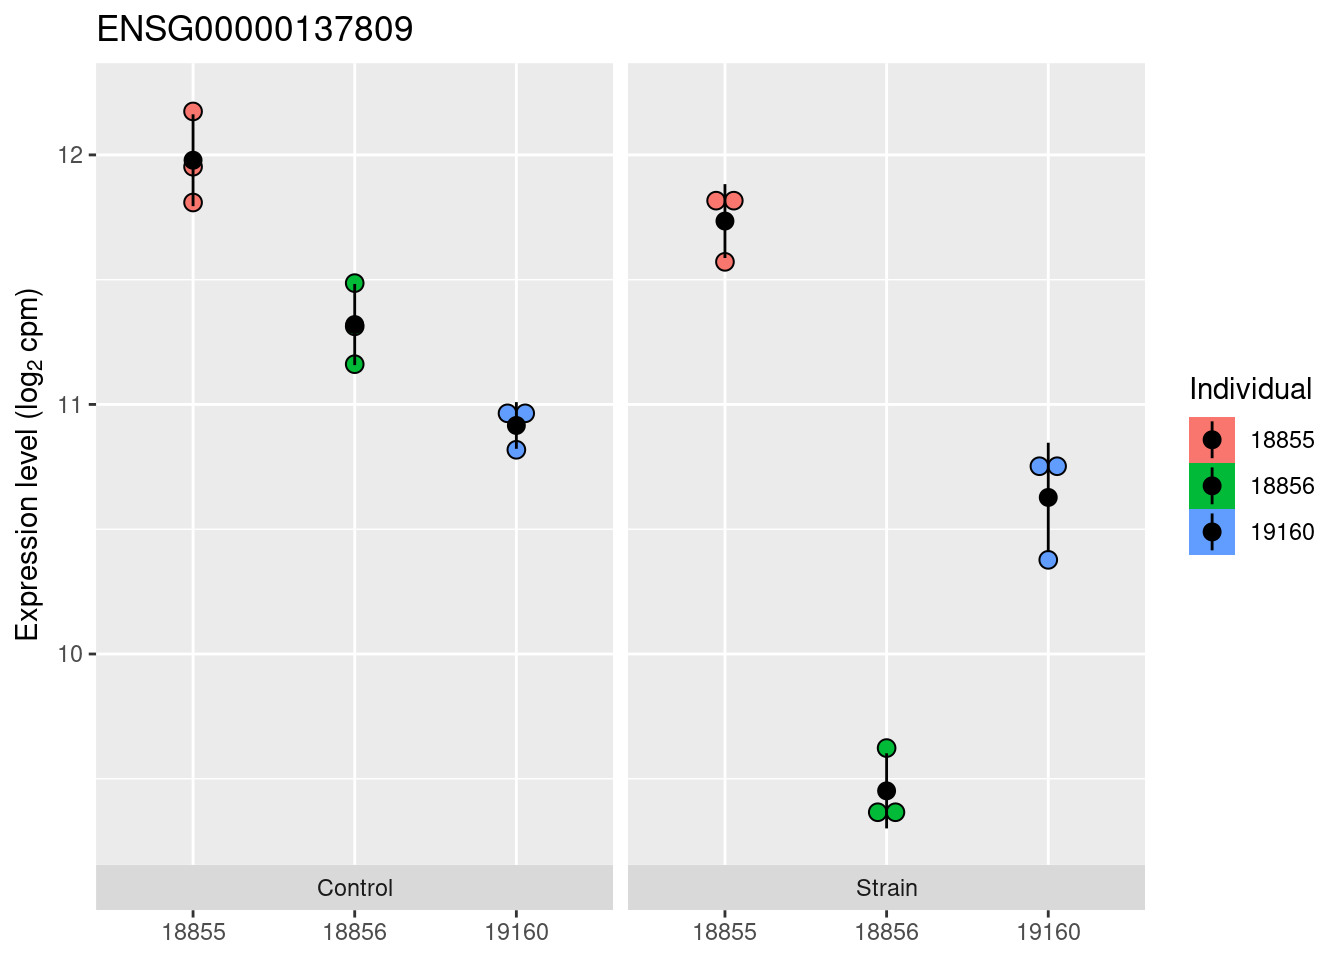 ENSG00000137809
Expression level (log₂ cpm)
12
11
10
Control
Strain
18855
18856
19160
18855
18856
19160
Individual
18855
18856
19160